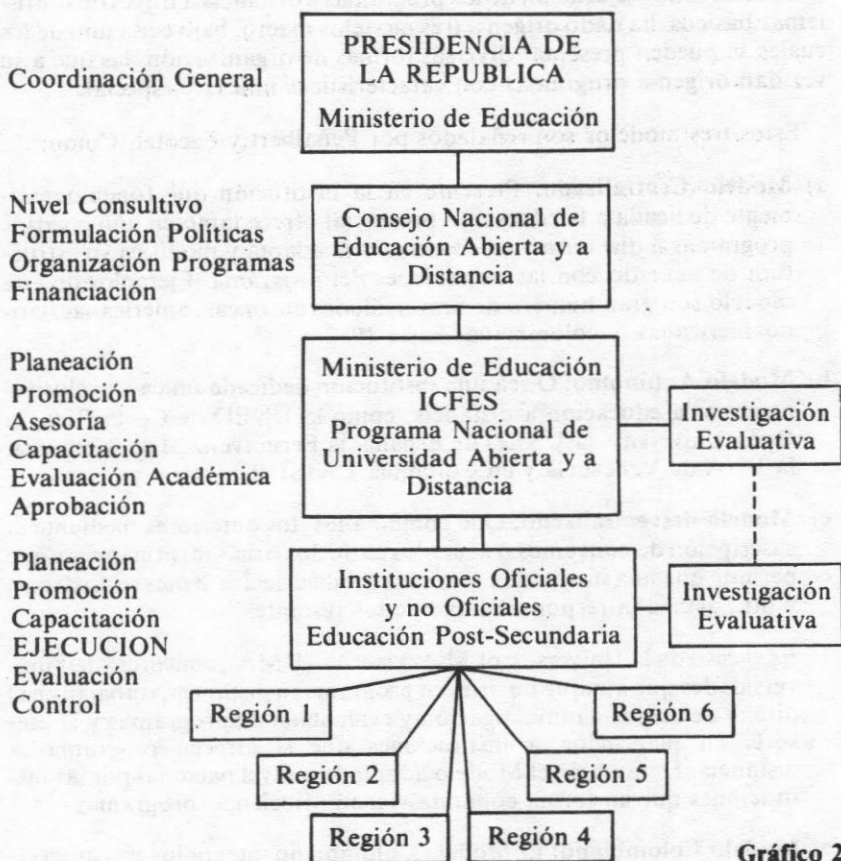 PRESIDENCIA DE
LA REPUBLICA
Ministerio de Educación
Coordinación General
Nivel Consultivo
Formulación Políticas
Organización Programas
Financiación
Consejo Nacional de
Educación Abierta y a
Distancia
Planeación
Promoción
Asesoría
Capacitación
Evaluación Académica
Aprobación
Ministerio de Educación
ICFES
Programa Nacional de
Universidad Abierta y a
Distancia
Investigación
Evaluativa
Planeación
Promoción
Capacitación
EJECUCION
Evaluación
Control
Instituciones Oficiales
y no Oficiales
Educación Post-Secundaria
Investigación
Evaluativa
Región 1
Región 6
Región 2
Región 5
Región 3
Región 4
Gráfico 2